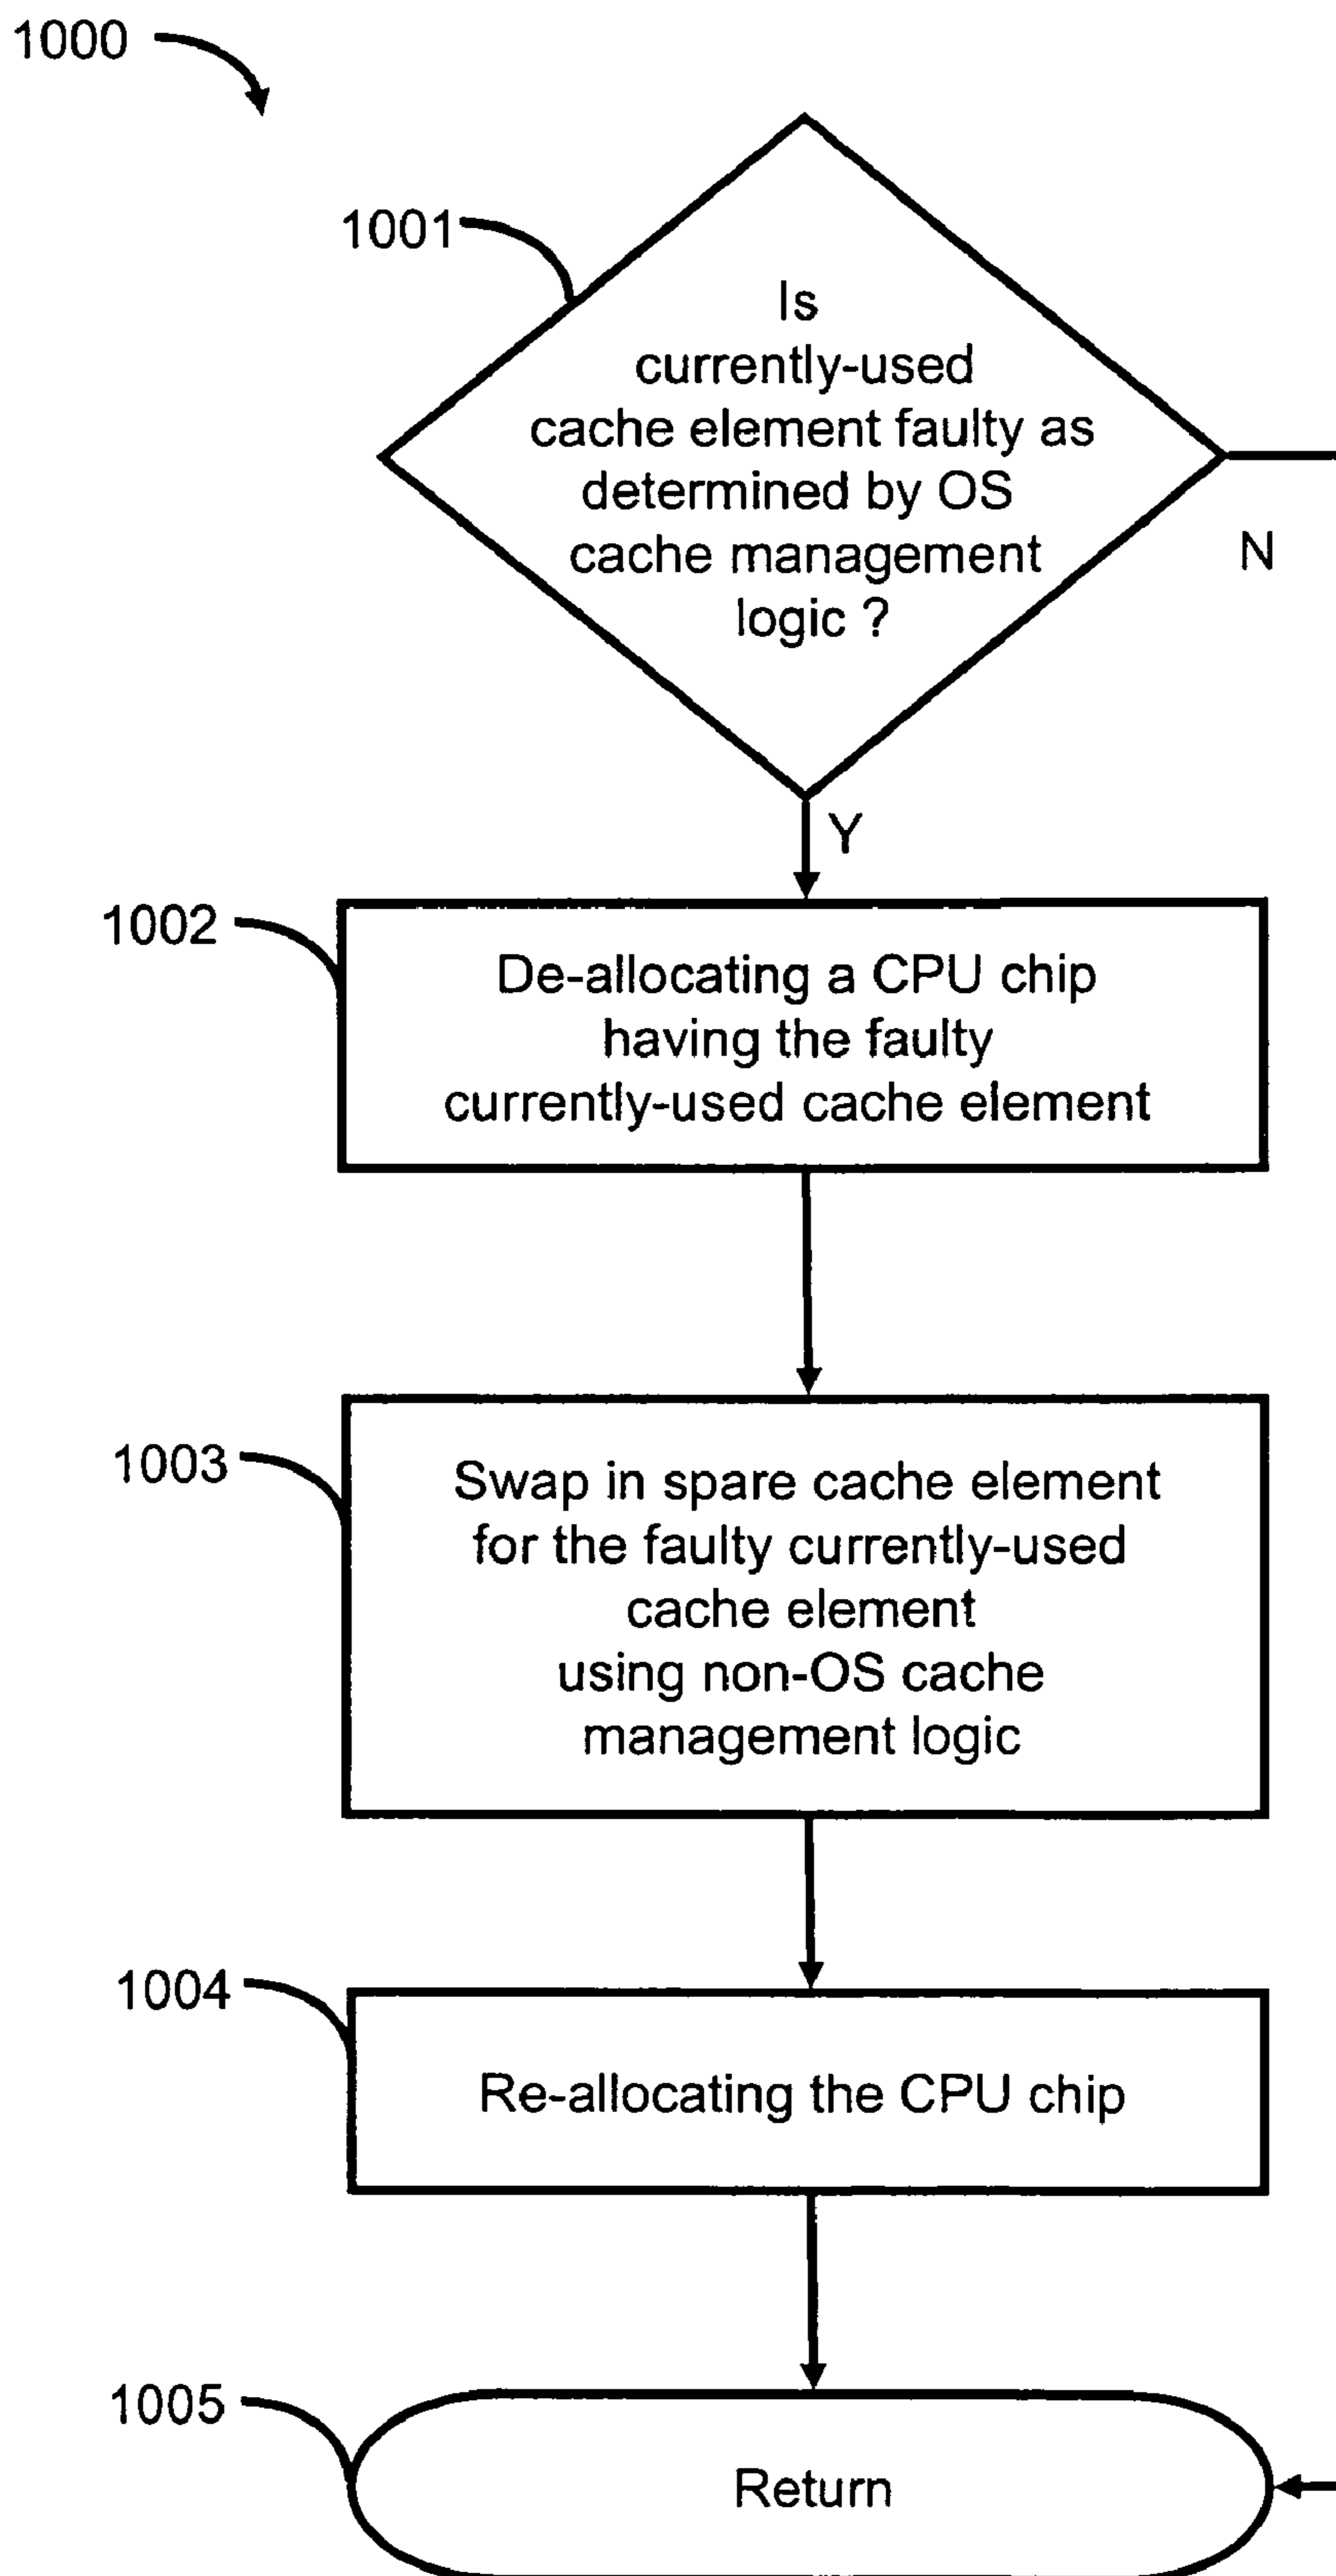 1000
1001
Is
currently-used
cache element faulty as
determined by OS
cache management
logic ?
N
Y
1002
De-allocating a CPU chip
having the faulty
currently-used cache element
1003
Swap in spare cache element
for the faulty currently-used
cache element
using non-OS cache
management logic
1004
Re-allocating the CPU chip
1005
Return